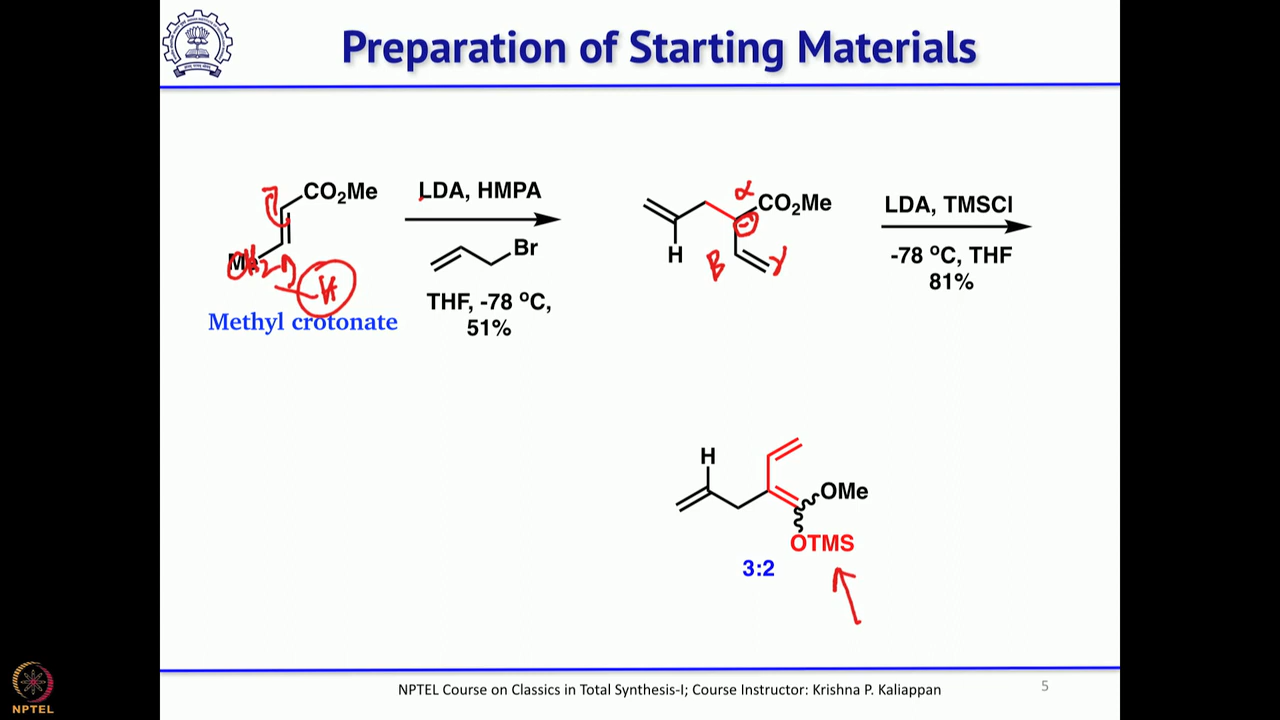 Preparation of Starting Materials
CO2Me
Me
CH2
H
Methyl crotonate
LDA, HMPA
Br
THF, -78 ºC,
51%
α
CO2Me
H
β
γ
LDA, TMSCl
-78 ºC, THF
81%
H
OMe
OTMS
3:2
NPTEL
NPTEL Course on Classics in Total Synthesis-I; Course Instructor: Krishna P. Kaliappan
5